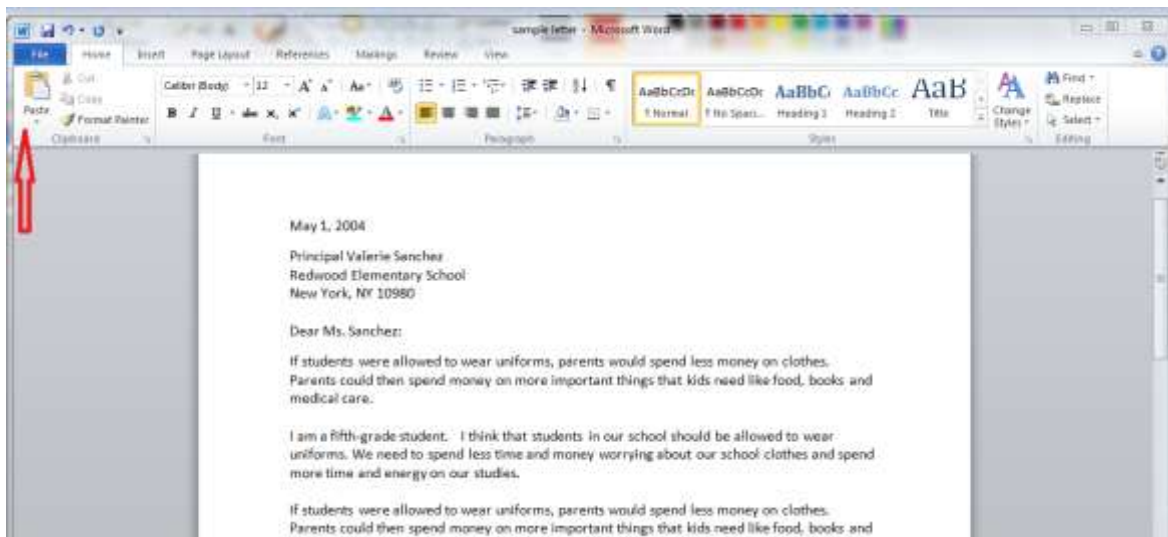 sample letter - Microsoft Word
File Home Insert Page Layout References Mailings Review View
Cut
Copy
Paste
Format Painter
Calibri (Body) 12
Clipboard Font Paragraph Styles Editing
AaBbCcDc AaBbCcDc AaBbC AaBbCc AaB
¶ Normal ¶ No Spaci... Heading 1 Heading 2 Title
Change
Styles
Find
Replace
Select
May 1, 2004
Principal Valerie Sanchez
Redwood Elementary School
New York, NY 10980
Dear Ms. Sanchez:
If students were allowed to wear uniforms, parents would spend less money on clothes.
Parents could then spend money on more important things that kids need like food, books and
medical care.
I am a fifth-grade student. I think that students in our school should be allowed to wear
uniforms. We need to spend less time and money worrying about our school clothes and spend
more time and energy on our studies.
If students were allowed to wear uniforms, parents would spend less money on clothes.
Parents could then spend money on more important things that kids need like food, books and